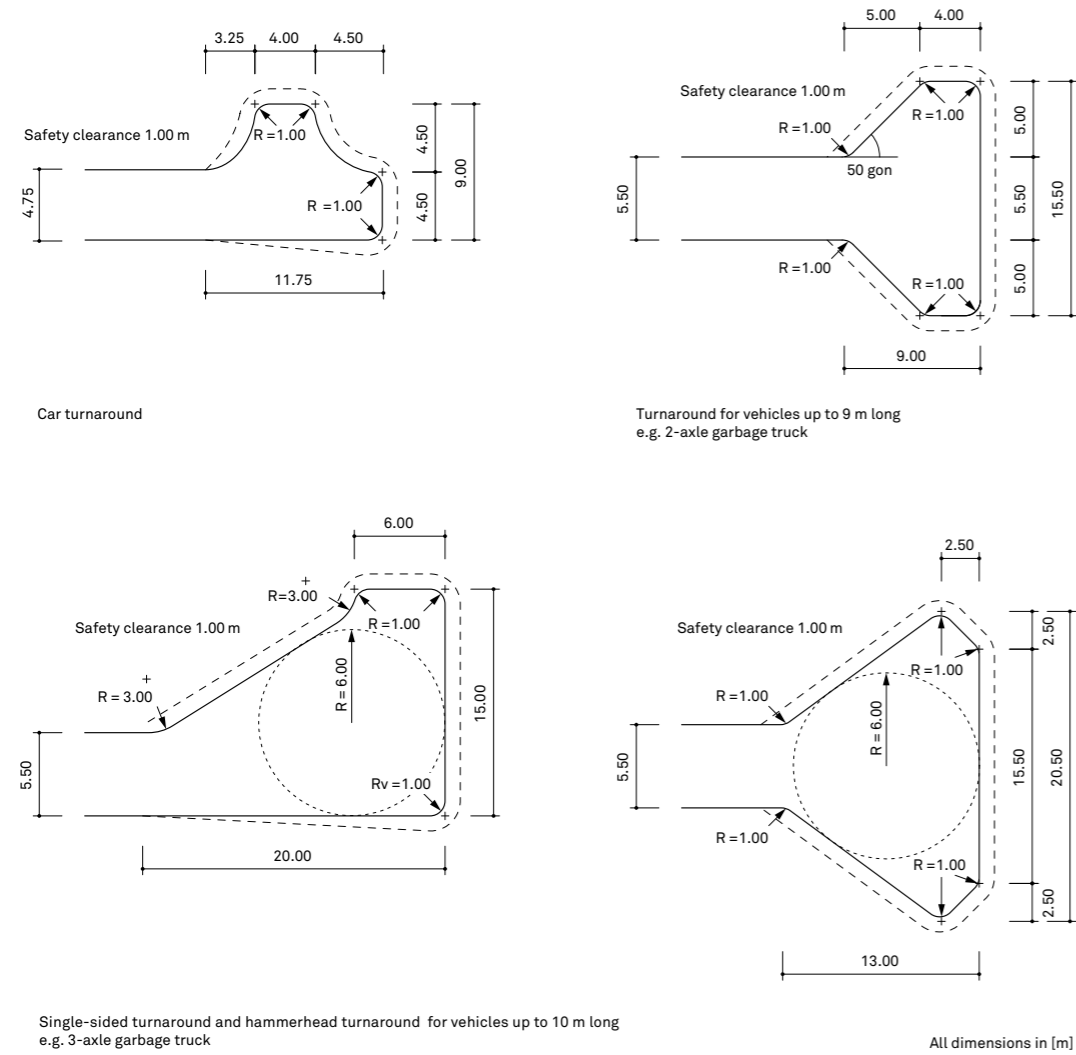 3.25
4.00
4.50
Safety clearance 1.00 m
R =1.00
4.50
9.00
4.75
R =1.00
4.50
11.75
Car turnaround
5.00
4.00
Safety clearance 1.00 m
R =1.00
R =1.00
5.00
50 gon
5.50
5.50
15.50
R =1.00
R =1.00
5.00
9.00
Turnaround for vehicles up to 9 m long
e.g. 2-axle garbage truck
6.00
R=3.00
R =1.00
Safety clearance 1.00 m
R = 3.00
R = 6.00
15.00
5.50
Rv =1.00
20.00
2.50
2.50
Safety clearance 1.00 m
R =1.00
R =1.00
R = 6.00
5.50
15.50
20.50
R =1.00
R =1.00
2.50
13.00
Single-sided turnaround and hammerhead turnaround for vehicles up to 10 m long
e.g. 3-axle garbage truck
All dimensions in [m]